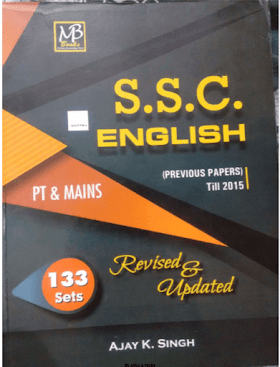 MB
Books
S.S.C.
ENGLISH
(PREVIOUS PAPERS)
Till 2015
PT & MAINS
133
Sets
Revised &
Updated
AJAY K. SINGH